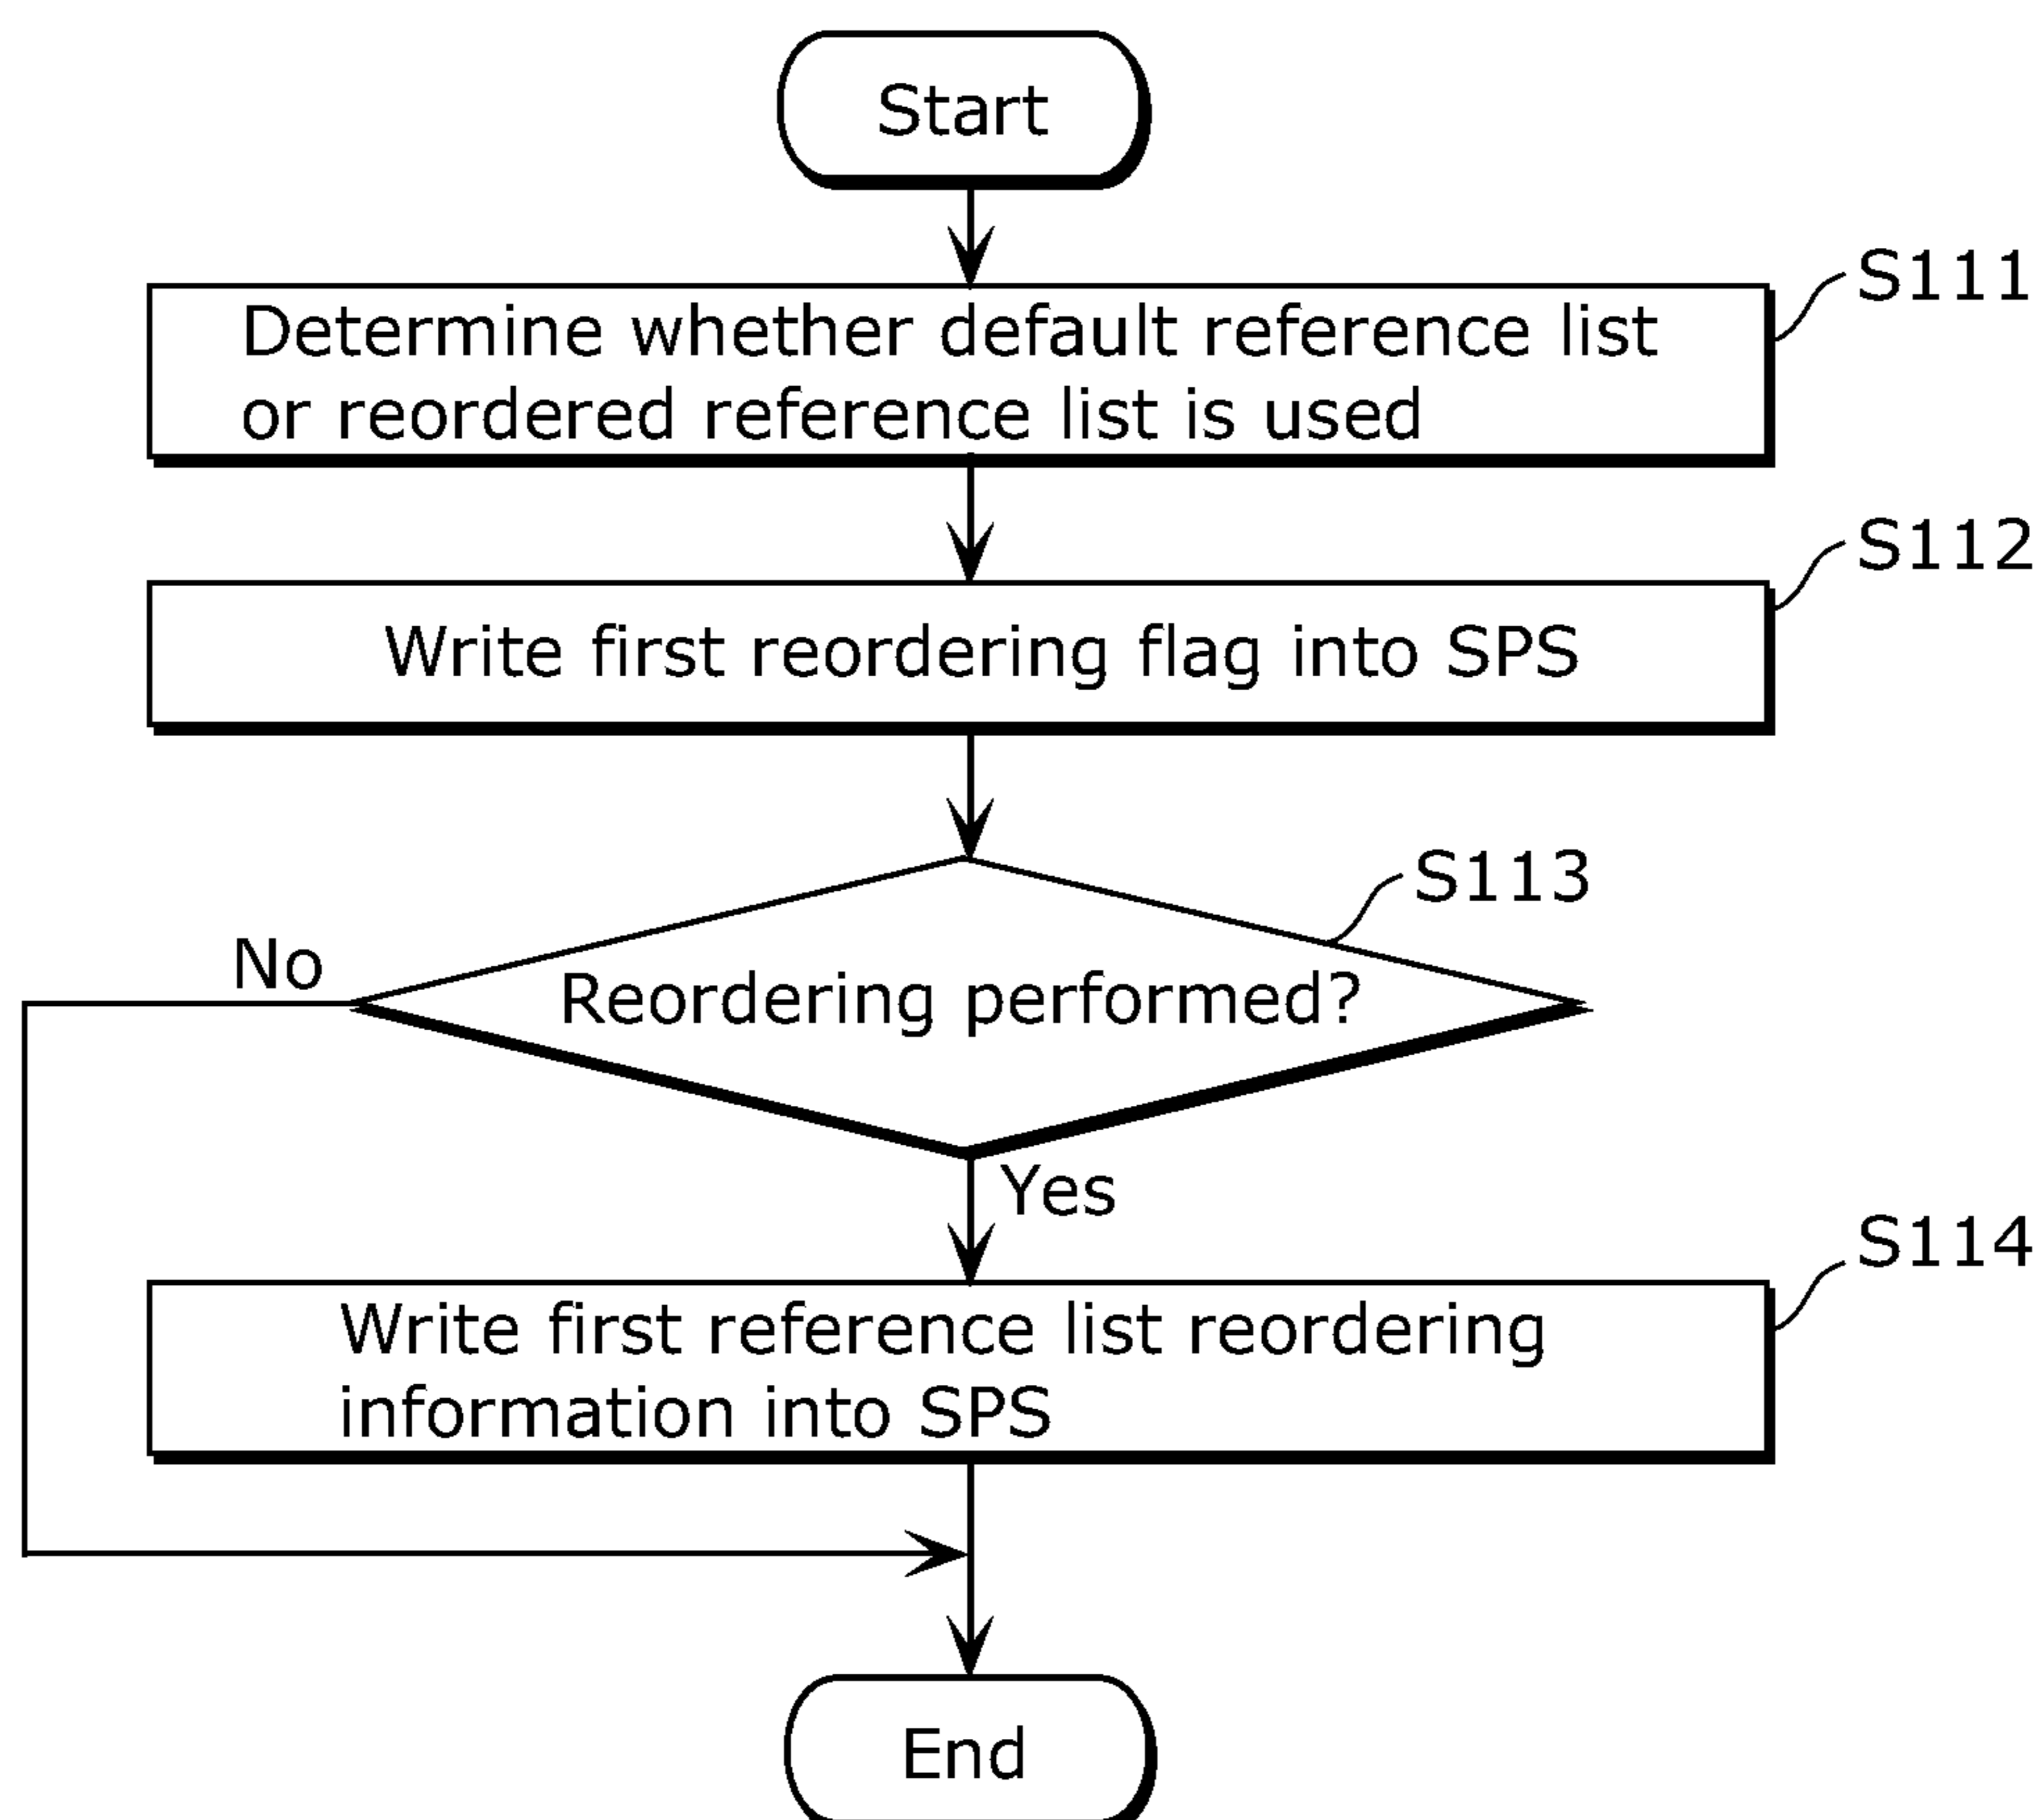 Start
S111
Determine whether default reference list
or reordered reference list is used
S112
Write first reordering flag into SPS
S113
No
Reordering performed?
Yes
S114
Write first reference list reordering
information into SPS
End